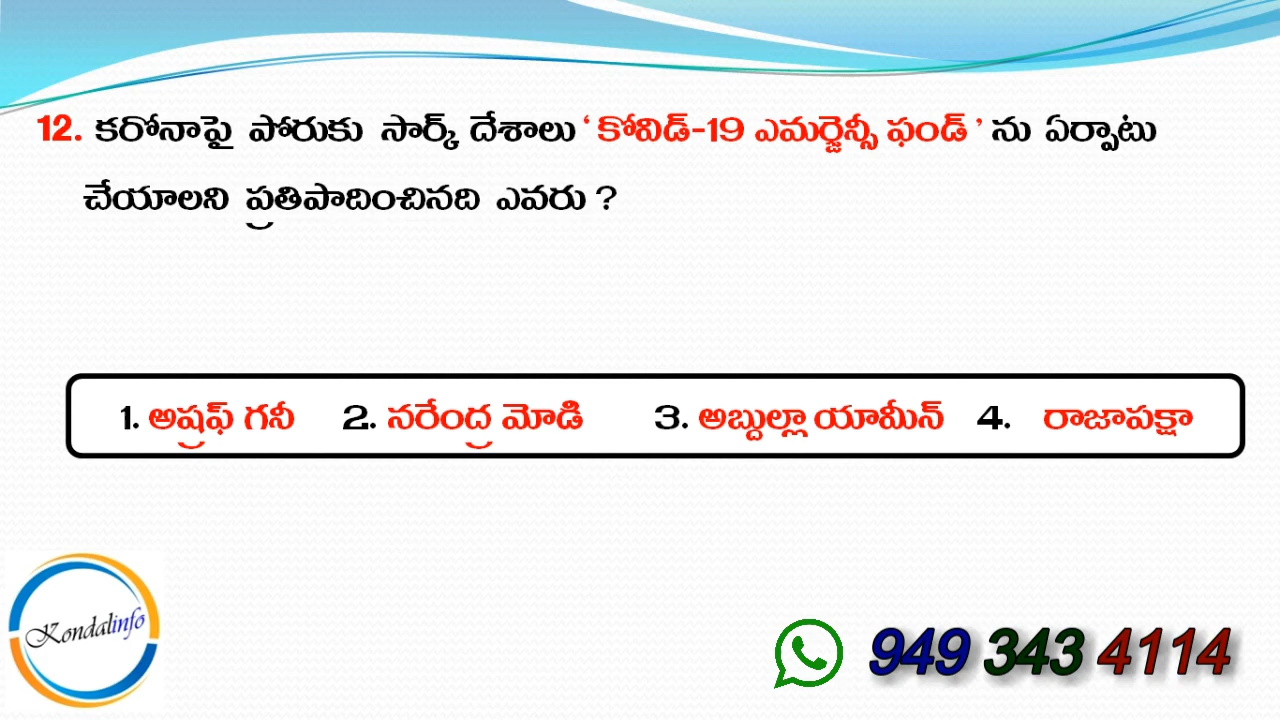 12. కరోనాపై పోరుకు సార్క్ దేశాలు ‘ కోవిడ్-19 ఎమర్జెన్సీ ఫండ్ ’ ను ఏర్పాటు
చేయాలని ప్రతిపాదించినది ఎవరు ?
1. అష్రఫ్ గనీ 2. నరేంద్ర మోడి 3. అబ్దుల్లా యామీన్ 4. రాజాపక్షా
Kondalinfo
949 343 4114